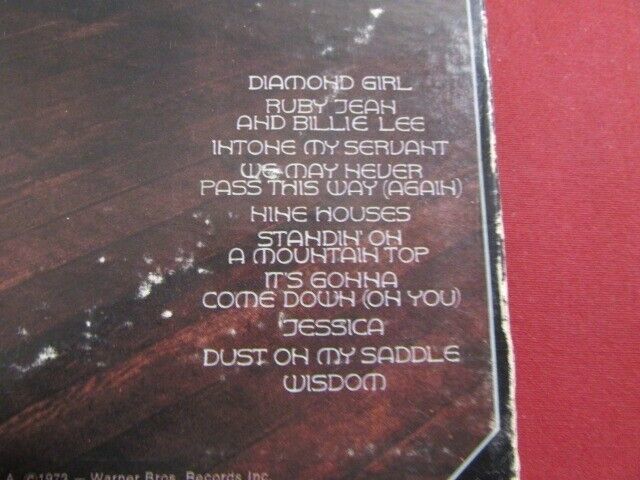 DIAMOND GIRL
RUBY JEAN
AND BILLIE LEE
INTONE MY SERVANT
WE MAY NEVER
PASS THIS WAY (AGAIN)
NINE HOUSES
STANDIN' ON
A MOUNTAIN TOP
IT'S GONNA
COME DOWN (ON YOU)
JESSICA
DUST ON MY SADDLE
WISDOM
A. ©1973 — Warner Bros. Records Inc.